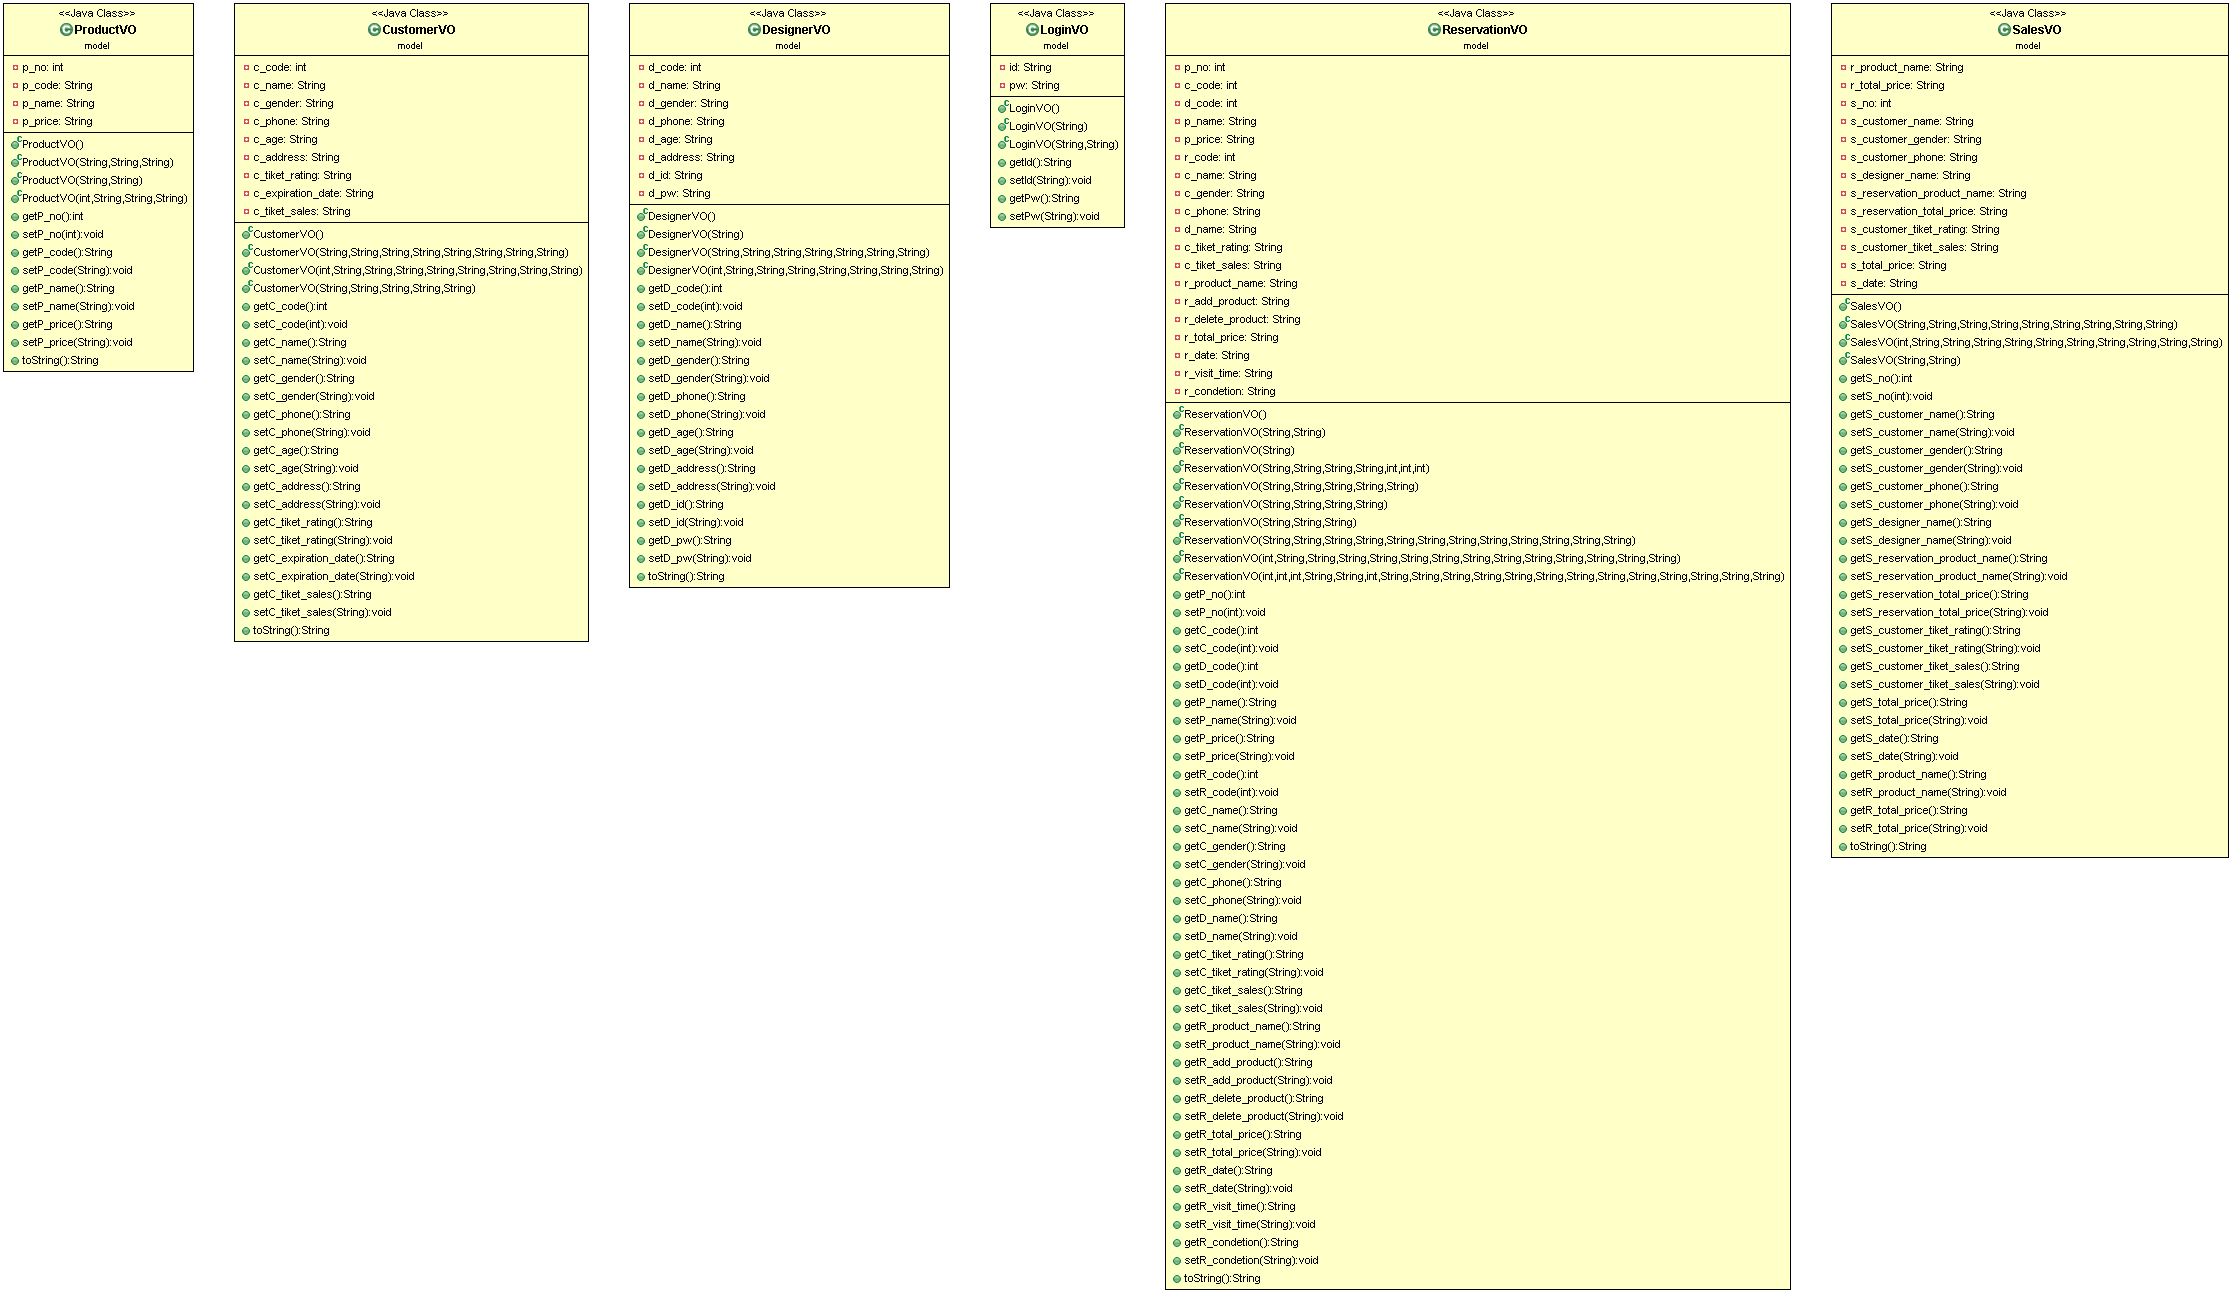 <<Java Class>>
ProductVO
model
p_no: int
p_code: String
p_name: String
p_price: String
ProductVO()
ProductVO(String,String,String)
ProductVO(String,String)
ProductVO(int,String,String,String)
getP_no():int
setP_no(int):void
getP_code():String
setP_code(String):void
getP_name():String
setP_name(String):void
getP_price():String
setP_price(String):void
toString():String
<<Java Class>>
CustomerVO
model
c_code: int
c_name: String
c_gender: String
c_phone: String
c_age: String
c_address: String
c_tiket_rating: String
c_expiration_date: String
c_tiket_sales: String
CustomerVO()
CustomerVO(String,String,String,String,String,String,String,String)
CustomerVO(int,String,String,String,String,String,String,String,String)
CustomerVO(String,String,String,String,String)
getC_code():int
setC_code(int):void
getC_name():String
setC_name(String):void
getC_gender():String
setC_gender(String):void
getC_phone():String
setC_phone(String):void
getC_age():String
setC_age(String):void
getC_address():String
setC_address(String):void
getC_tiket_rating():String
setC_tiket_rating(String):void
getC_expiration_date():String
setC_expiration_date(String):void
getC_tiket_sales():String
setC_tiket_sales(String):void
toString():String
<<Java Class>>
DesignerVO
model
d_code: int
d_name: String
d_gender: String
d_phone: String
d_age: String
d_address: String
d_id: String
d_pw: String
DesignerVO()
DesignerVO(String)
DesignerVO(String,String,String,String,String,String,String)
DesignerVO(int,String,String,String,String,String,String,String)
getD_code():int
setD_code(int):void
getD_name():String
setD_name(String):void
getD_gender():String
setD_gender(String):void
getD_phone():String
setD_phone(String):void
getD_age():String
setD_age(String):void
getD_address():String
setD_address(String):void
getD_id():String
setD_id(String):void
getD_pw():String
setD_pw(String):void
toString():String
<<Java Class>>
LoginVO
model
id: String
pw: String
LoginVO()
LoginVO(String)
LoginVO(String,String)
getId():String
setId(String):void
getPw():String
setPw(String):void
<<Java Class>>
ReservationVO
model
p_no: int
c_code: int
d_code: int
p_name: String
p_price: String
r_code: int
c_name: String
c_gender: String
c_phone: String
d_name: String
c_tiket_rating: String
c_tiket_sales: String
r_product_name: String
r_add_product: String
r_delete_product: String
r_total_price: String
r_date: String
r_visit_time: String
r_condetion: String
ReservationVO()
ReservationVO(String,String)
ReservationVO(String)
ReservationVO(String,String,String,String,int,int,int)
ReservationVO(String,String,String,String,String)
ReservationVO(String,String,String,String)
ReservationVO(String,String,String)
ReservationVO(String,String,String,String,String,String,String,String,String,String,String,String)
ReservationVO(int,String,String,String,String,String,String,String,String,String,String,String,String,String)
ReservationVO(int,int,int,String,String,int,String,String,String,String,String,String,String,String,String,String,String,String,String)
getP_no():int
setP_no(int):void
getC_code():int
setC_code(int):void
getD_code():int
setD_code(int):void
getP_name():String
setP_name(String):void
getP_price():String
setP_price(String):void
getR_code():int
setR_code(int):void
getC_name():String
setC_name(String):void
getC_gender():String
setC_gender(String):void
getC_phone():String
setC_phone(String):void
getD_name():String
setD_name(String):void
getC_tiket_rating():String
setC_tiket_rating(String):void
getC_tiket_sales():String
setC_tiket_sales(String):void
getR_product_name():String
setR_product_name(String):void
getR_add_product():String
setR_add_product(String):void
getR_delete_product():String
setR_delete_product(String):void
getR_total_price():String
setR_total_price(String):void
getR_date():String
setR_date(String):void
getR_visit_time():String
setR_visit_time(String):void
getR_condetion():String
setR_condetion(String):void
toString():String
<<Java Class>>
SalesVO
model
r_product_name: String
r_total_price: String
s_no: int
s_customer_name: String
s_customer_gender: String
s_customer_phone: String
s_designer_name: String
s_reservation_product_name: String
s_reservation_total_price: String
s_customer_tiket_rating: String
s_customer_tiket_sales: String
s_total_price: String
s_date: String
SalesVO()
SalesVO(String,String,String,String,String,String,String,String,String)
SalesVO(int,String,String,String,String,String,String,String,String,String,String)
SalesVO(String,String)
getS_no():int
setS_no(int):void
getS_customer_name():String
setS_customer_name(String):void
getS_customer_gender():String
setS_customer_gender(String):void
getS_customer_phone():String
setS_customer_phone(String):void
getS_designer_name():String
setS_designer_name(String):void
getS_reservation_product_name():String
setS_reservation_product_name(String):void
getS_reservation_total_price():String
setS_reservation_total_price(String):void
getS_customer_tiket_rating():String
setS_customer_tiket_rating(String):void
getS_customer_tiket_sales():String
setS_customer_tiket_sales(String):void
getS_total_price():String
setS_total_price(String):void
getS_date():String
setS_date(String):void
getR_product_name():String
setR_product_name(String):void
getR_total_price():String
setR_total_price(String):void
toString():String